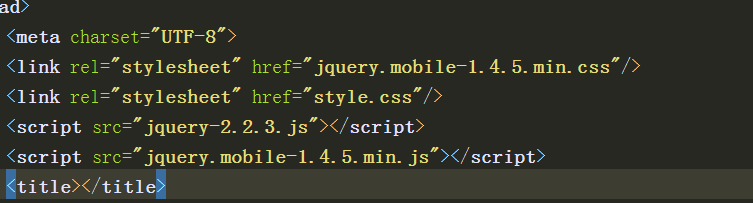 ad>
<meta charset="UTF-8">
<link rel="stylesheet" href="jquery.mobile-1.4.5.min.css"/>
<link rel="stylesheet" href="style.css"/>
<script src="jquery-2.2.3.js"></script>
<script src="jquery.mobile-1.4.5.min.js"></script>
<title></title>